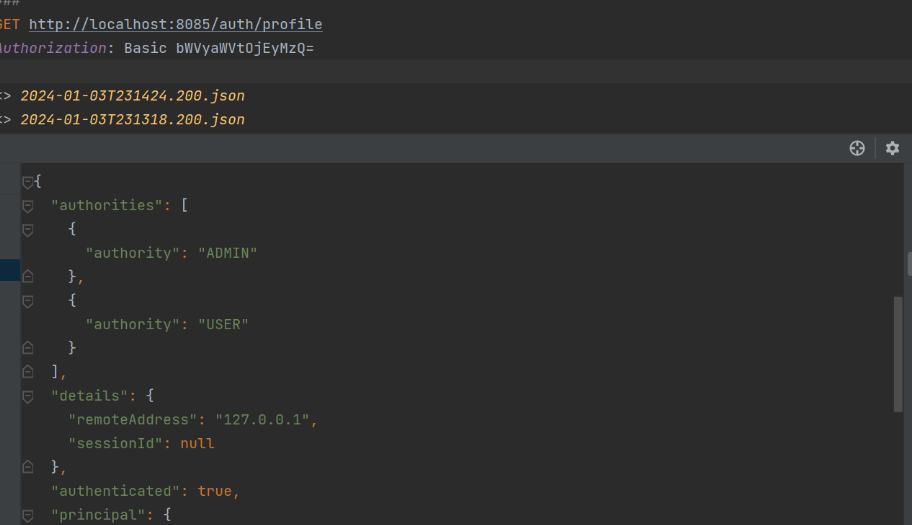 ###
GET http://localhost:8085/auth/profile
Authorization: Basic bWVyaWVtOjEyMzQ=
<> 2024-01-03T231424.200.json
<> 2024-01-03T231318.200.json
{
"authorities": [
{
"authority": "ADMIN"
},
{
"authority": "USER"
}
],
"details": {
"remoteAddress": "127.0.0.1",
"sessionId": null
},
"authenticated": true,
"principal": {